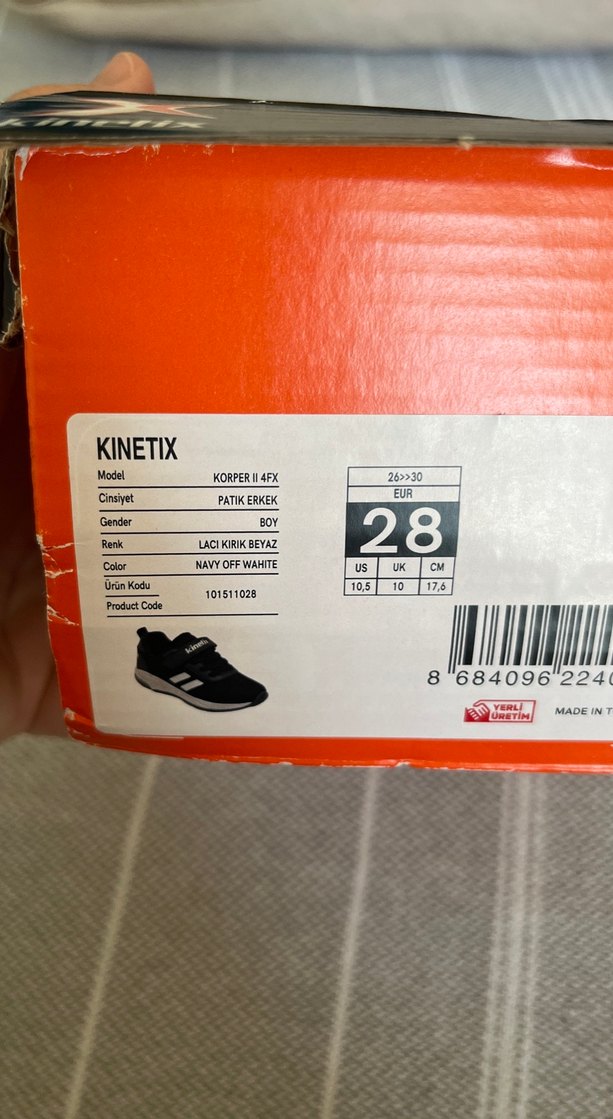 kinetix
KINETIX
Model KORPER II 4FX
Cinsiyet PATIK ERKEK
Gender BOY
Renk LACI KIRIK BEYAZ
Color NAVY OFF WAHITE
Ürün Kodu
Product Code 101511028
26>>30
EUR
28
US UK CM
10,5 10 17,6
kinetix
8 684096 2240
YERLİ
ÜRETİM
MADE IN T